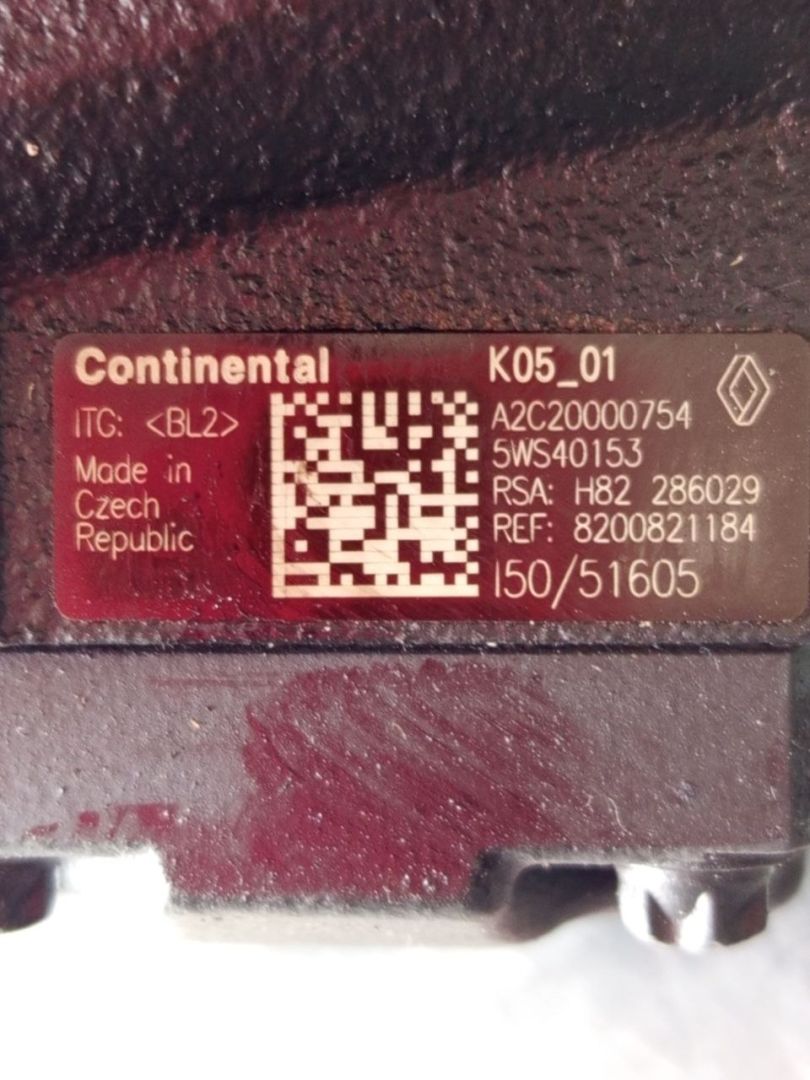 Continental
ITG: <BL2>
Made in
Czech
Republic
K05_01
A2C20000754
5WS40153
RSA: H82 286029
REF: 8200821184
I50/51605